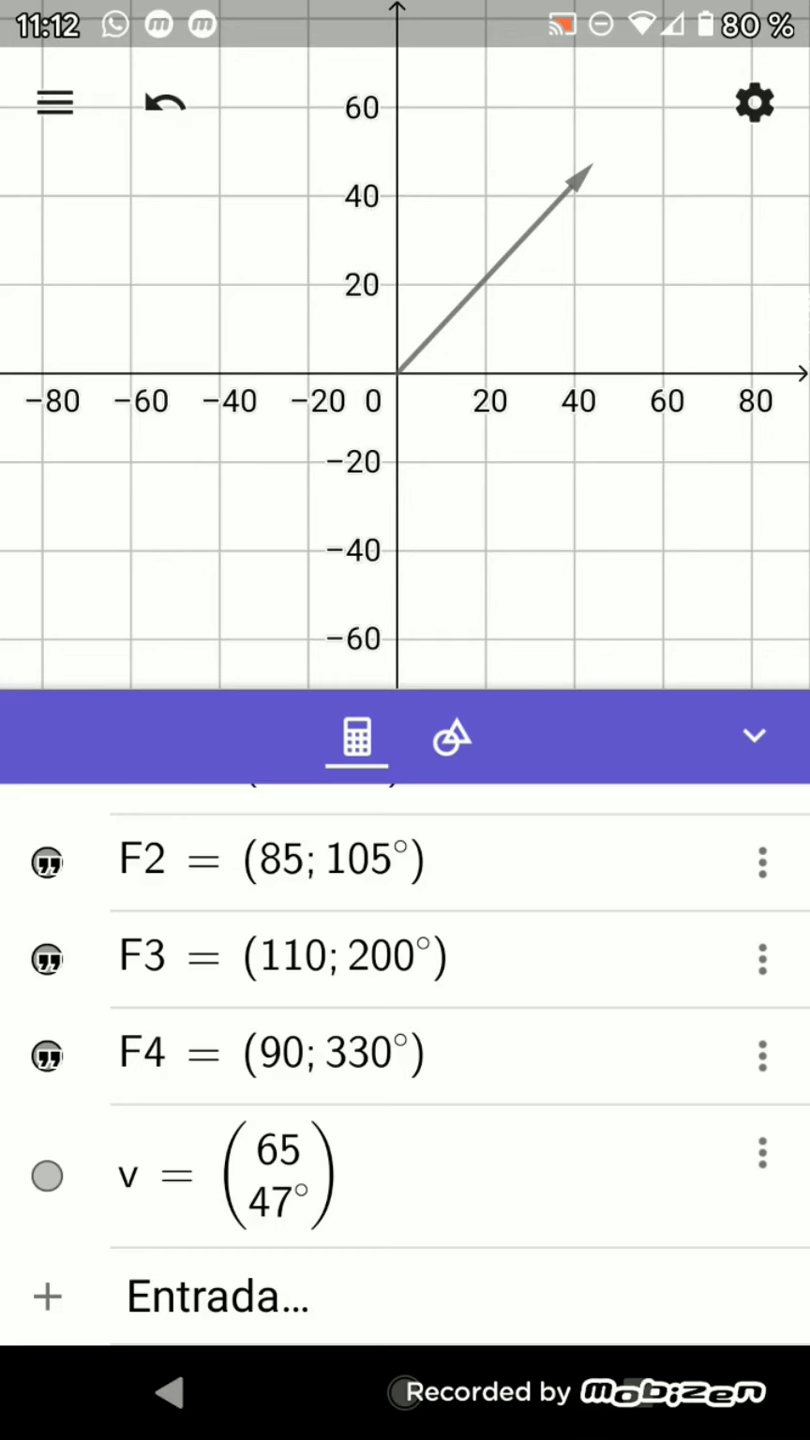 11:12 m m 80 %
60
40
20
−80 −60 −40 −20 0 20 40 60 80
−20
−40
−60
F2 = (85; 105°)
F3 = (110; 200°)
F4 = (90; 330°)
v = (65
47°)
+ Entrada...
Recorded by mobizen